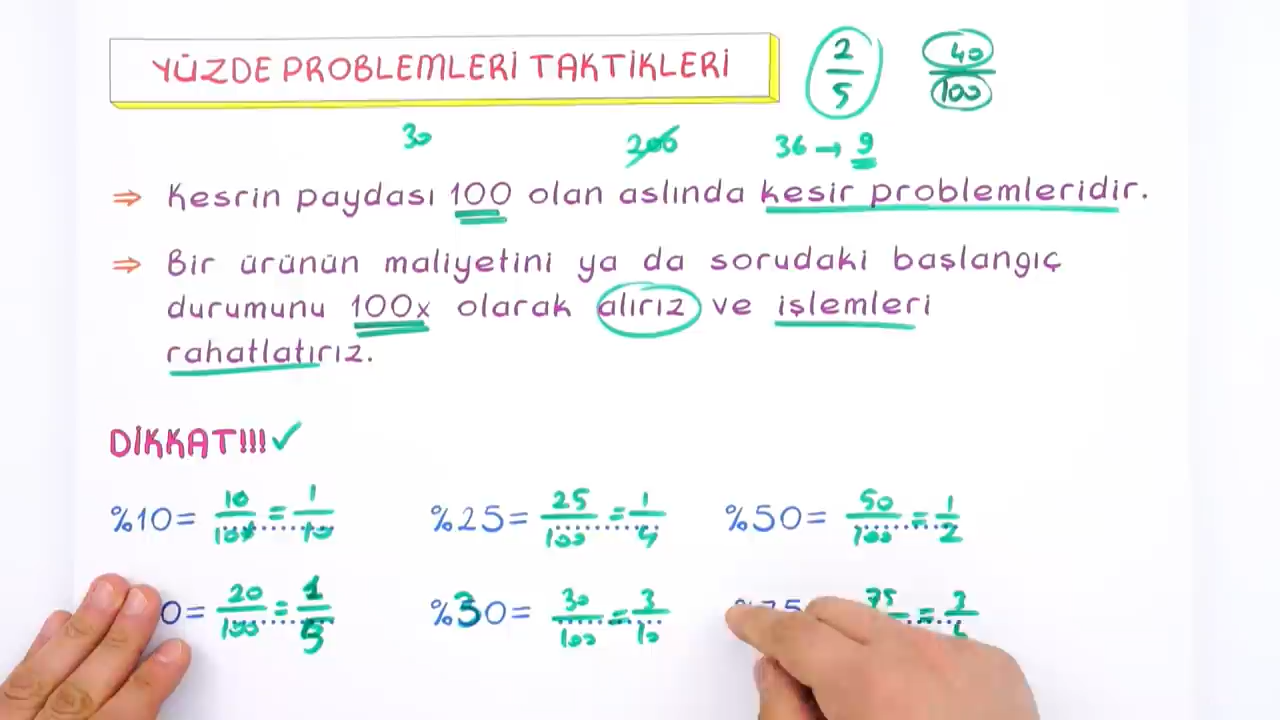 YÜZDE PROBLEMLERİ TAKTİKLERİ
2/5 40/100
30 36 → 9
⇒ Kesrin paydası 100 olan aslında kesir problemleridir.
⇒ Bir ürünün maliyetini ya da sorudaki başlangıç
durumunu 100x olarak alırız ve işlemleri
rahatlatırız.
DİKKAT!!! ✓
%10= 10/100 = 1/10 %25= 25/100 = 1/4 %50= 50/100 = 1/2
0= 20/100 = 1/5 %30= 30/100 = 3/10 %75 75 = 3